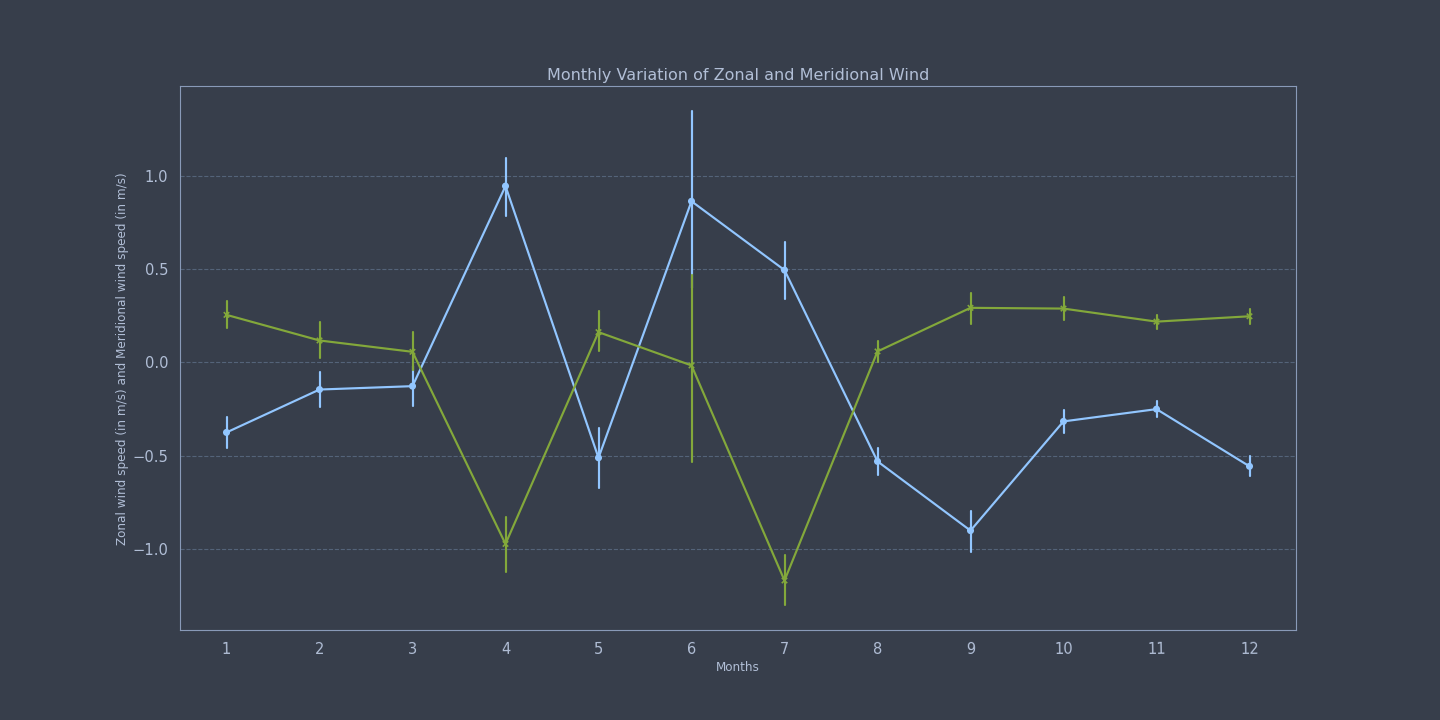 Monthly Variation of Zonal and Meridional Wind
Zonal wind speed (in m/s) and Meridional wind speed (in m/s)
1.0
0.5
0.0
−0.5
−1.0
1 2 3 4 5 6 7 8 9 10 11 12
Months